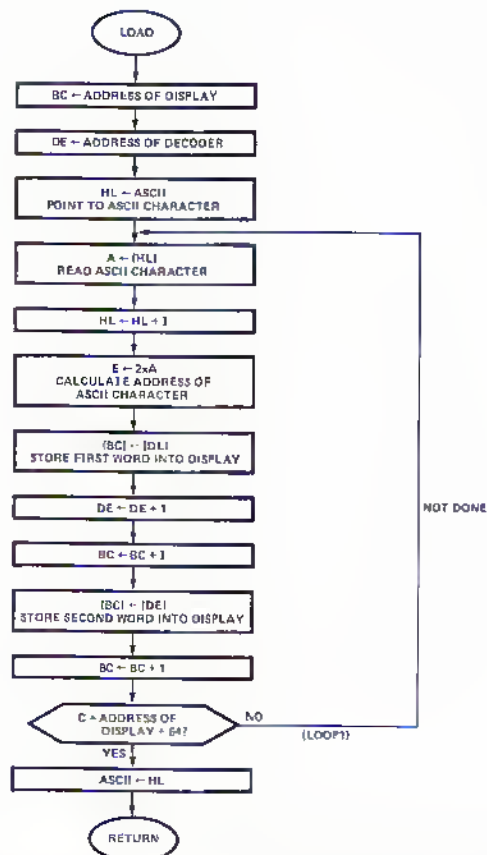 LOAD
BC ← ADDRESS OF DISPLAY
DE ← ADDRESS OF DECODER
HL ← ASCII
POINT TO ASCII CHARACTER
A ← [HL]
READ ASCII CHARACTER
HL ← HL + 1
E ← 2xA
CALCULATE ADDRESS OF
ASCII CHARACTER
[BC] ← [DL]
STORE FIRST WORD INTO DISPLAY
DE ← DE + 1
NOT DONE
BC ← BC + 1
[BC] ← [DE]
STORE SECOND WORD INTO DISPLAY
BC ← BC + 1
C = ADDRESS OF
DISPLAY + 64?
NO
(LOOP1)
YES
ASCII ← HL
RETURN